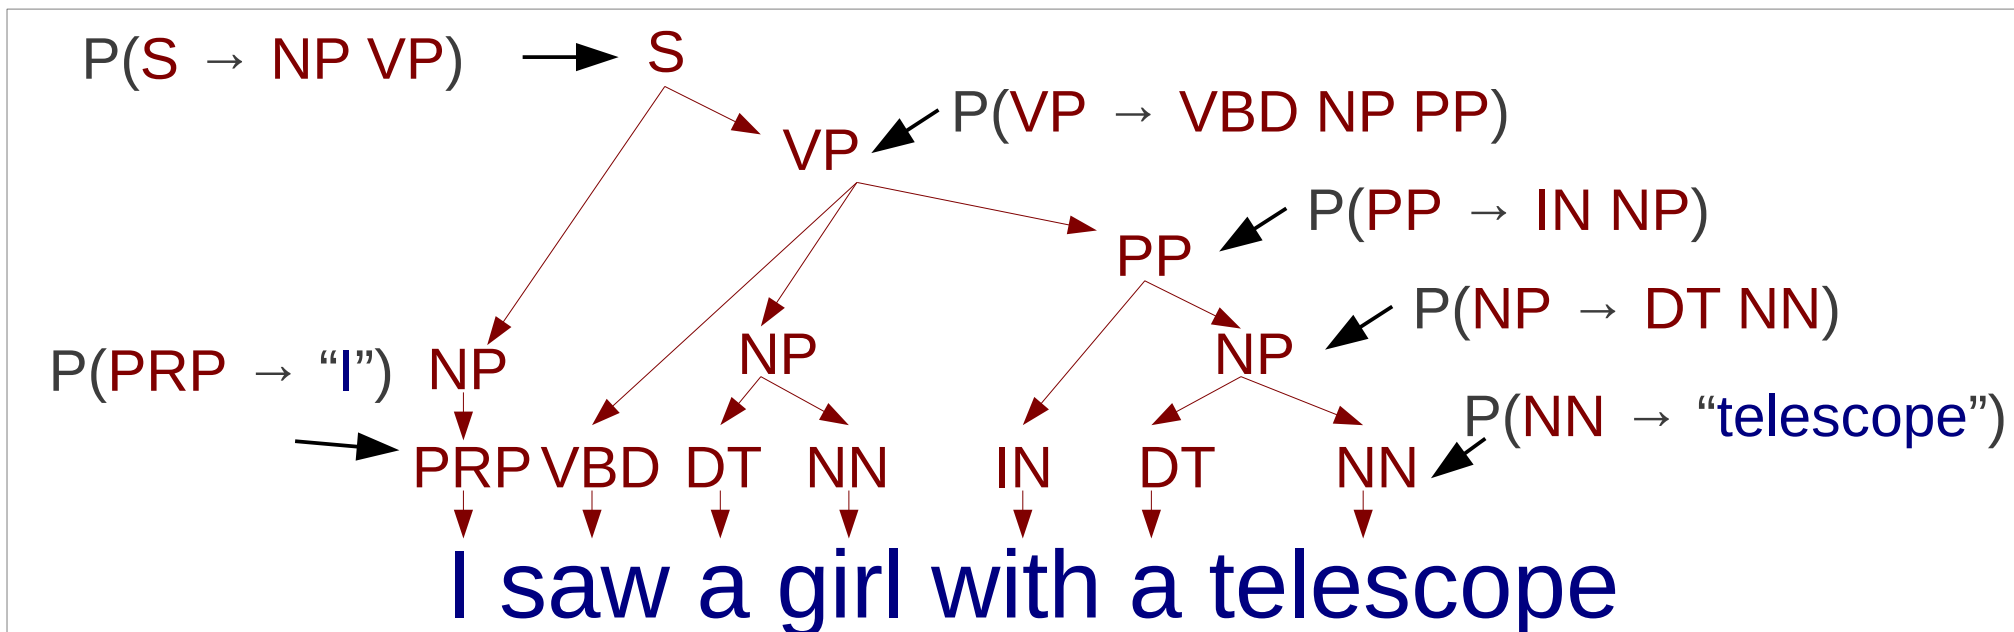 P(S → NP VP) S
P(VP → VBD NP PP)
VP
P(PP → IN NP)
PP
P(NP → DT NN)
NP NP
P(PRP → “I”) NP
P(NN → “telescope”)
PRP VBD DT NN IN DT NN
I saw a girl with a telescope